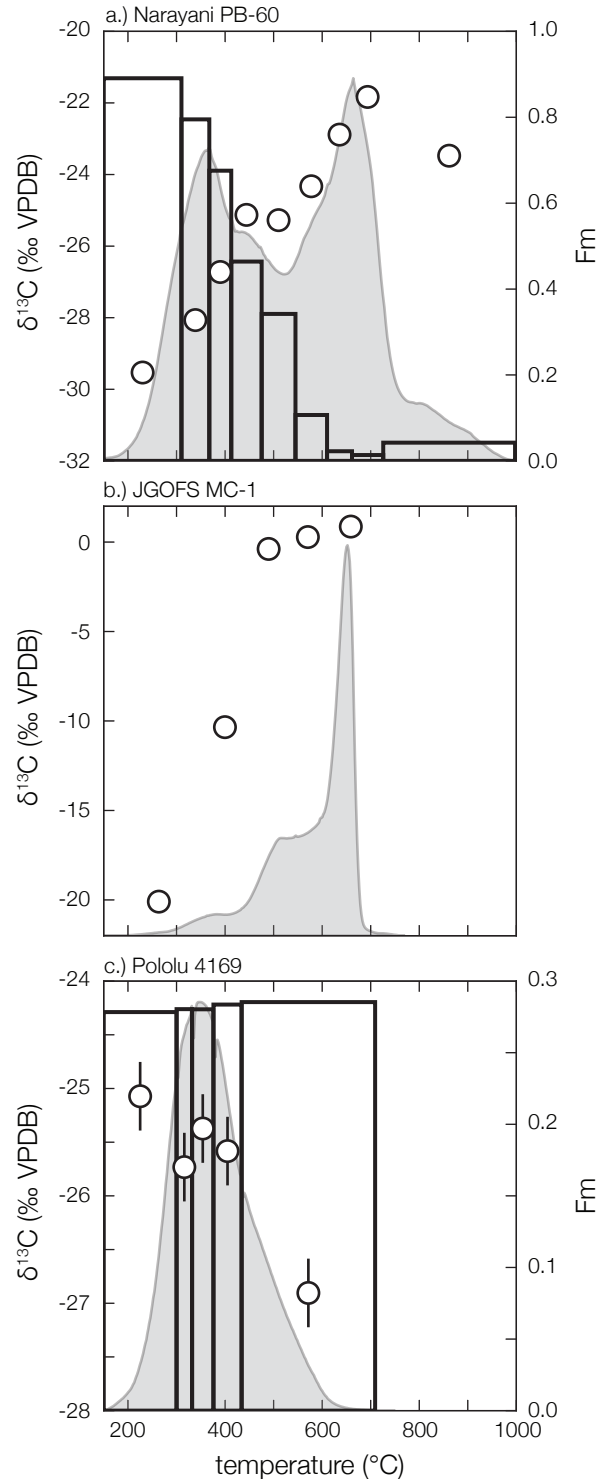 a.) Narayani PB-60
-20
-22
-24
-26
-28
-30
-32
δ¹³C (‰ VPDB)
1.0
0.8
0.6
0.4
0.2
0.0
Fm
b.) JGOFS MC-1
0
-5
-10
-15
-20
δ¹³C (‰ VPDB)
c.) Pololu 4169
-24
-25
-26
-27
-28
δ¹³C (‰ VPDB)
0.3
0.2
0.1
0.0
Fm
200 400 600 800 1000
temperature (°C)